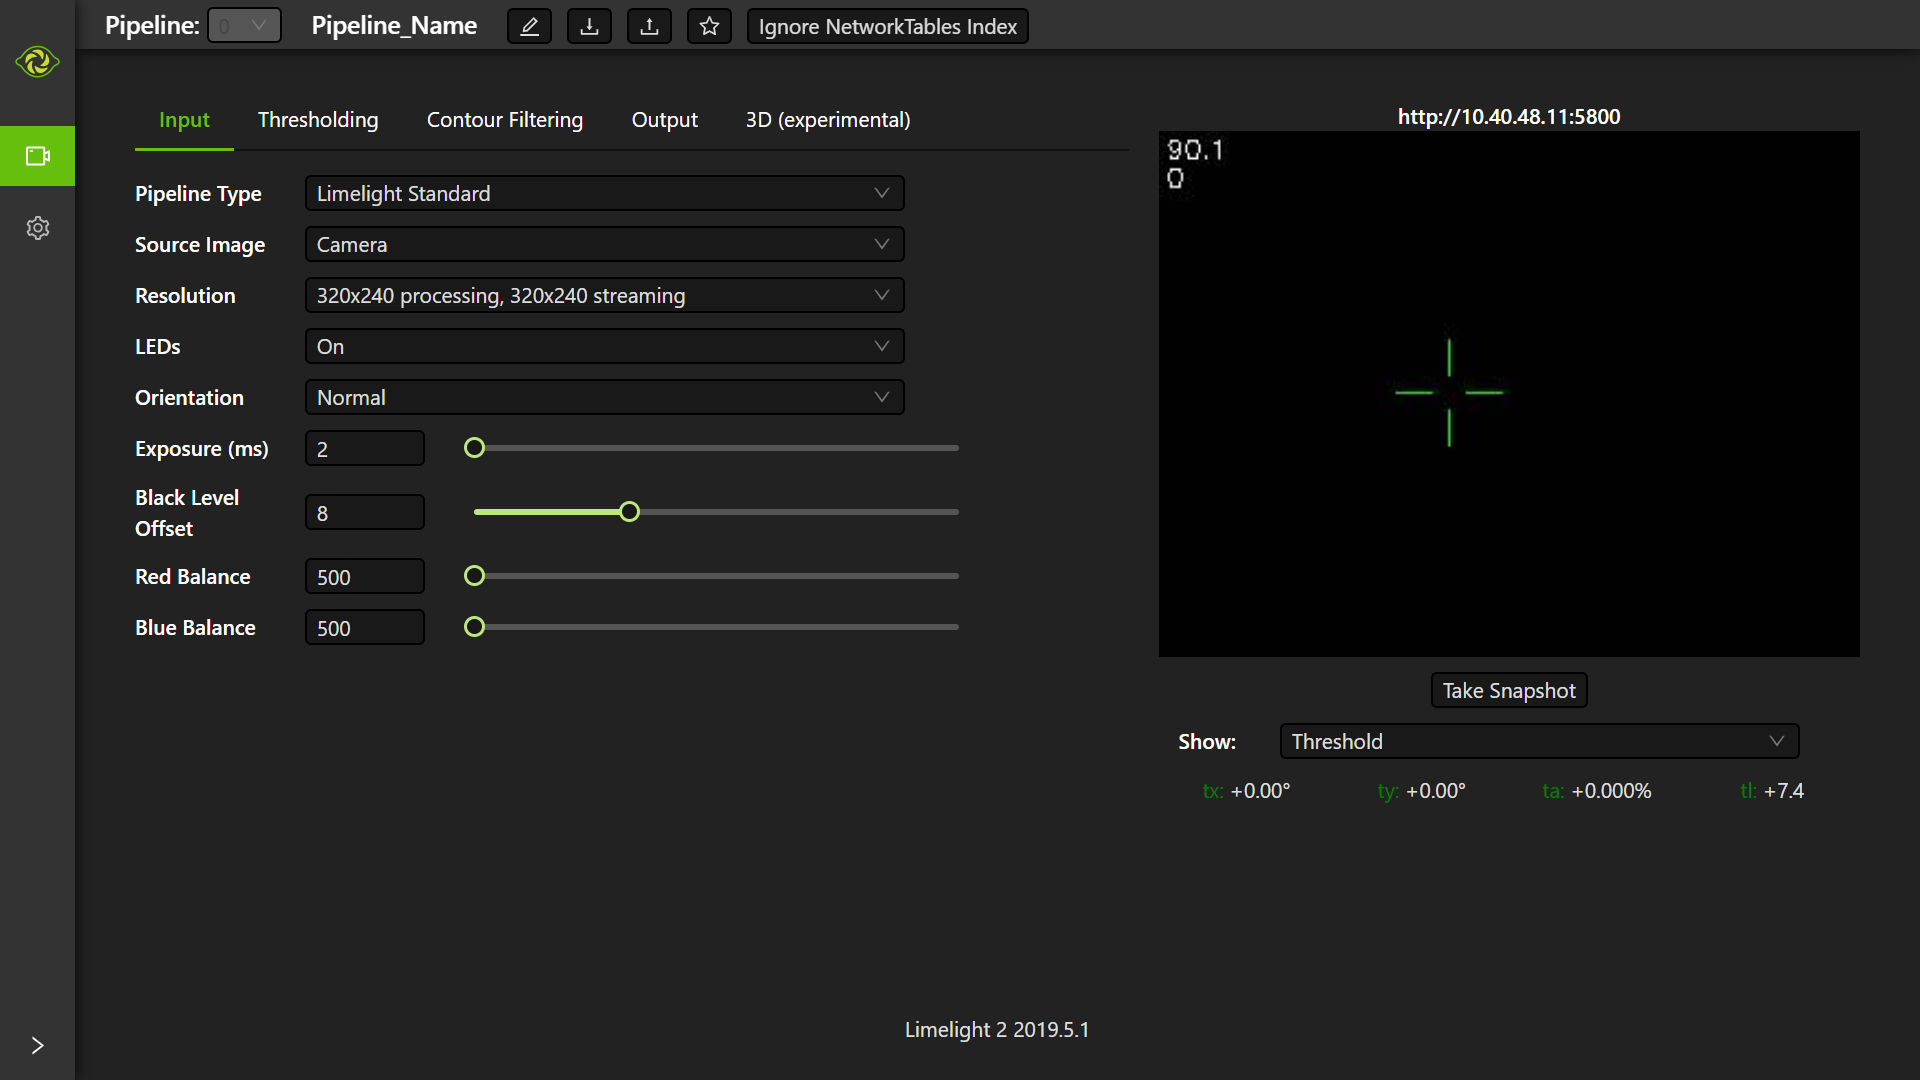 Pipeline: 0 Pipeline_Name Ignore NetworkTables Index
Input Thresholding Contour Filtering Output 3D (experimental)
Pipeline Type Limelight Standard
Source Image Camera
Resolution 320x240 processing, 320x240 streaming
LEDs On
Orientation Normal
Exposure (ms) 2
Black Level
Offset 8
Red Balance 500
Blue Balance 500
http://10.40.48.11:5800
90.1
0
Take Snapshot
Show: Threshold
tx: +0.00° ty: +0.00° ta: +0.000% tl: +7.4
Limelight 2 2019.5.1